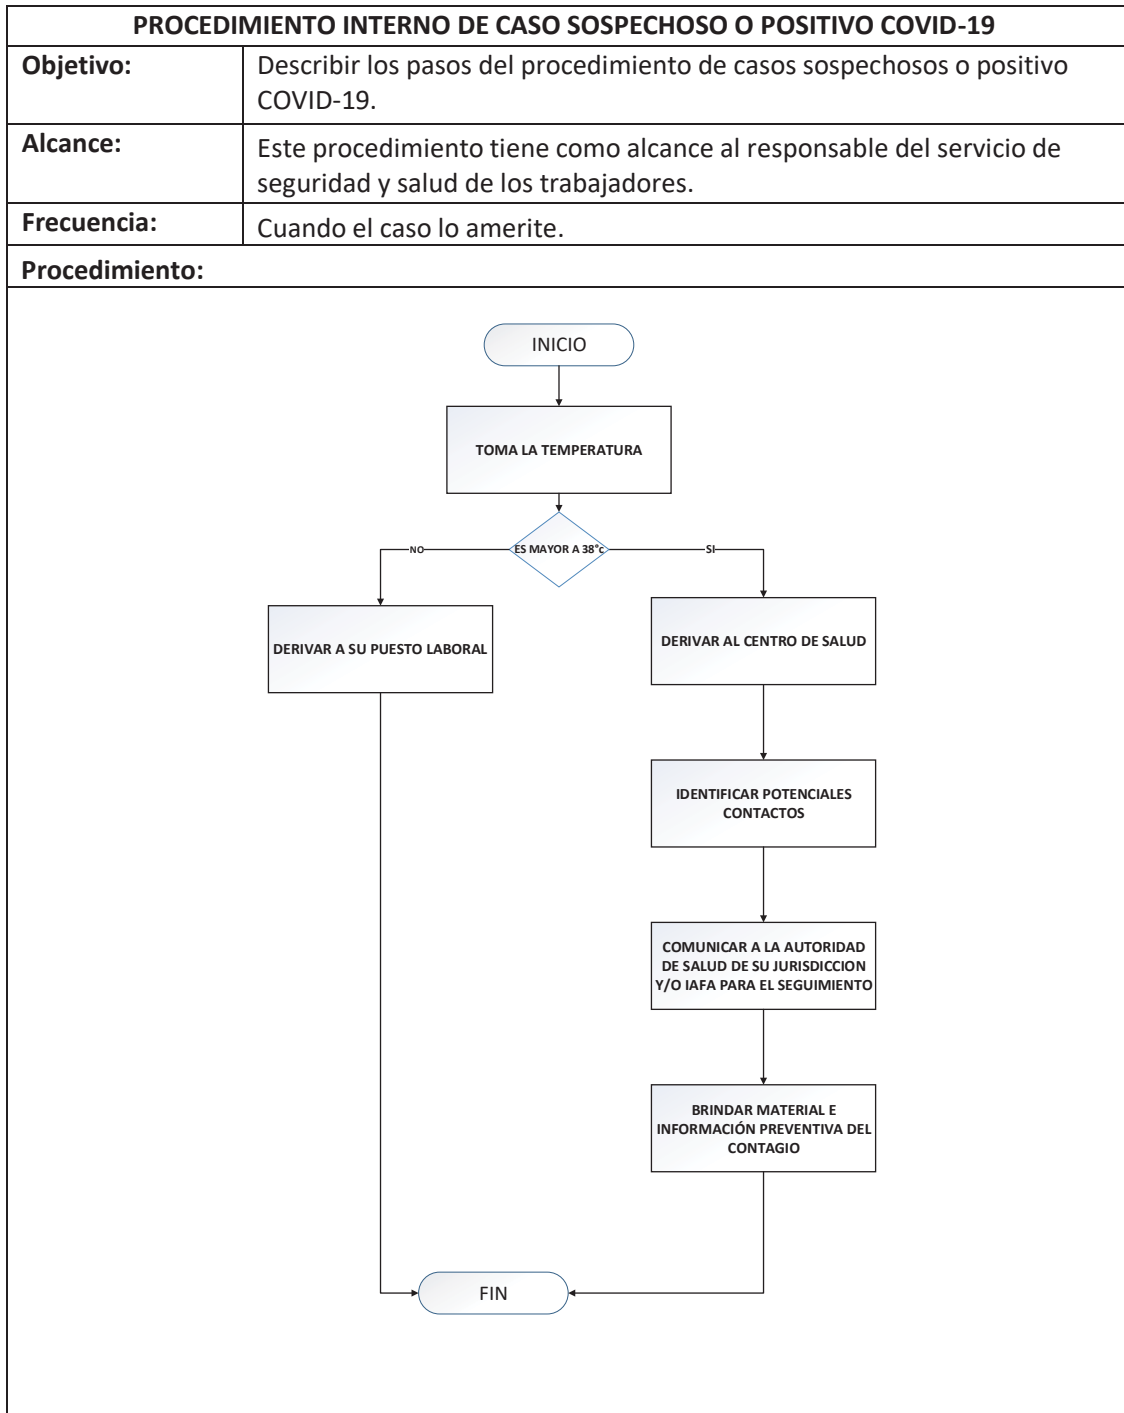 PROCEDIMIENTO INTERNO DE CASO SOSPECHOSO O POSITIVO COVID-19
Objetivo:
Describir los pasos del procedimiento de casos sospechosos o positivo
COVID-19.
Alcance:
Este procedimiento tiene como alcance al responsable del servicio de
seguridad y salud de los trabajadores.
Frecuencia:
Cuando el caso lo amerite.
Procedimiento:
INICIO
TOMA LA TEMPERATURA
ES MAYOR A 38°c
NO
SI
DERIVAR A SU PUESTO LABORAL
DERIVAR AL CENTRO DE SALUD
IDENTIFICAR POTENCIALES
CONTACTOS
COMUNICAR A LA AUTORIDAD
DE SALUD DE SU JURISDICCION
Y/O IAFA PARA EL SEGUIMIENTO
BRINDAR MATERIAL E
INFORMACIÓN PREVENTIVA DEL
CONTAGIO
FIN